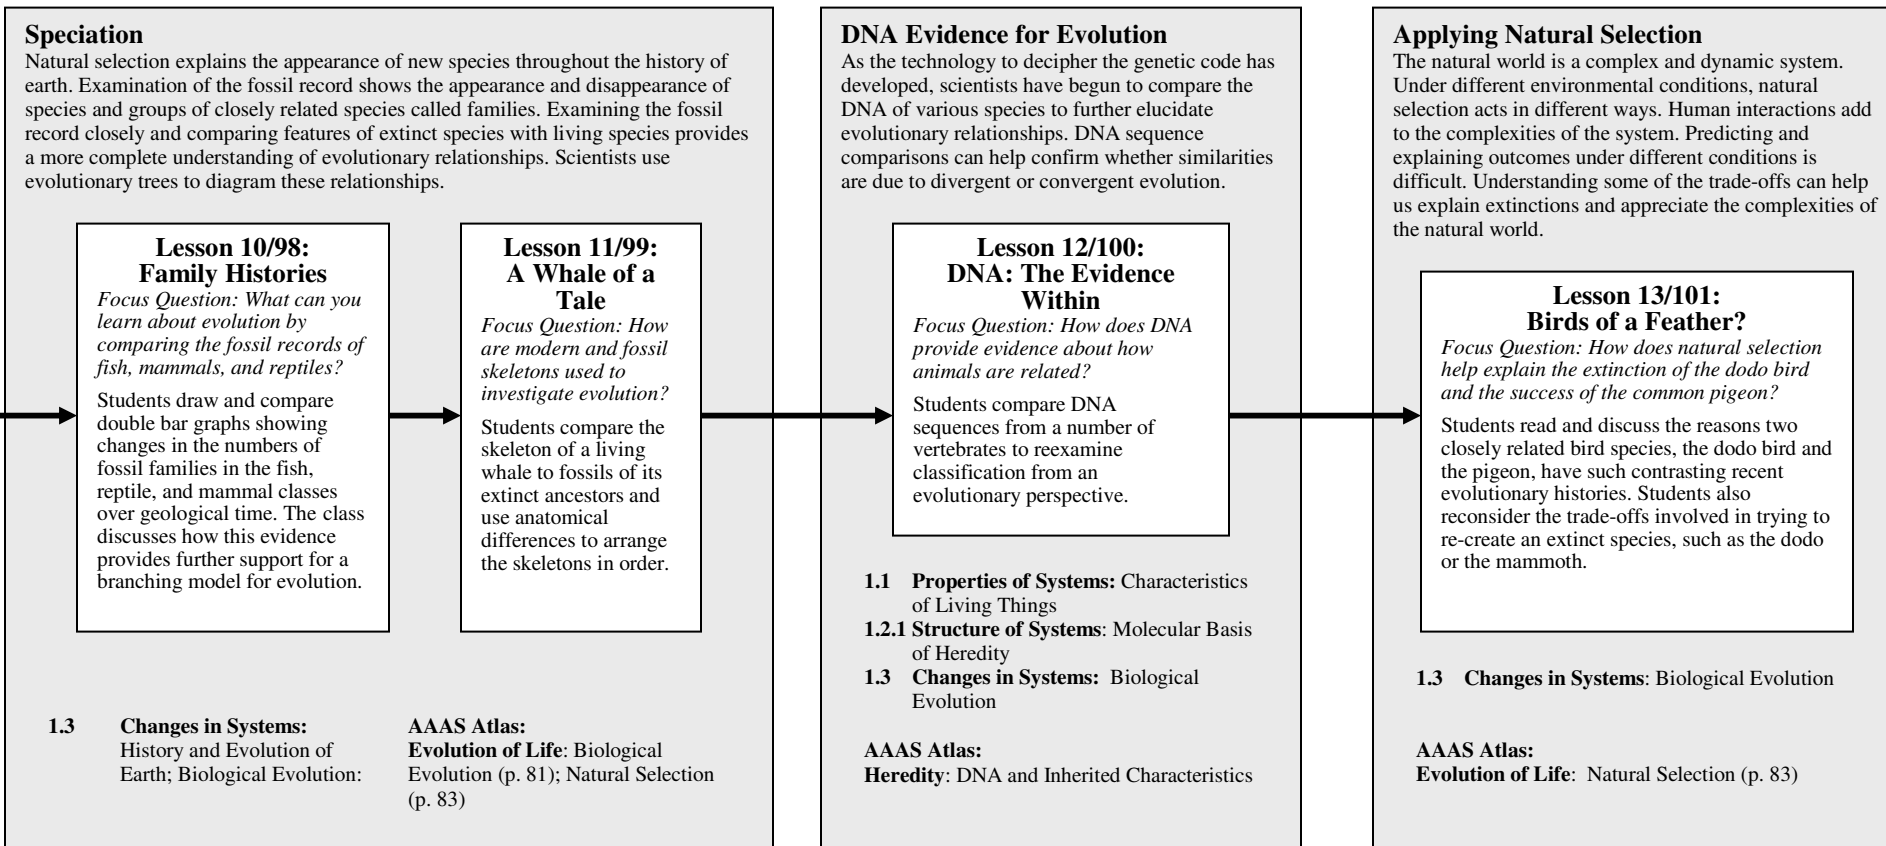 Speciation
Natural selection explains the appearance of new species throughout the history of
earth. Examination of the fossil record shows the appearance and disappearance of
species and groups of closely related species called families. Examining the fossil
record closely and comparing features of extinct species with living species provides
a more complete understanding of evolutionary relationships. Scientists use
evolutionary trees to diagram these relationships.
Lesson 10/98:
Family Histories
Focus Question: What can you
learn about evolution by
comparing the fossil records of
fish, mammals, and reptiles?
Students draw and compare
double bar graphs showing
changes in the numbers of
fossil families in the fish,
reptile, and mammal classes
over geological time. The class
discusses how this evidence
provides further support for a
branching model for evolution.
Lesson 11/99:
A Whale of a
Tale
Focus Question: How
are modern and fossil
skeletons used to
investigate evolution?
Students compare the
skeleton of a living
whale to fossils of its
extinct ancestors and
use anatomical
differences to arrange
the skeletons in order.
1.3 Changes in Systems:
History and Evolution of
Earth; Biological Evolution:
AAAS Atlas:
Evolution of Life: Biological
Evolution (p. 81); Natural Selection
(p. 83)
DNA Evidence for Evolution
As the technology to decipher the genetic code has
developed, scientists have begun to compare the
DNA of various species to further elucidate
evolutionary relationships. DNA sequence
comparisons can help confirm whether similarities
are due to divergent or convergent evolution.
Lesson 12/100:
DNA: The Evidence
Within
Focus Question: How does DNA
provide evidence about how
animals are related?
Students compare DNA
sequences from a number of
vertebrates to reexamine
classification from an
evolutionary perspective.
1.1 Properties of Systems: Characteristics
of Living Things
1.2.1 Structure of Systems: Molecular Basis
of Heredity
1.3 Changes in Systems: Biological
Evolution
AAAS Atlas:
Heredity: DNA and Inherited Characteristics
Applying Natural Selection
The natural world is a complex and dynamic system.
Under different environmental conditions, natural
selection acts in different ways. Human interactions add
to the complexities of the system. Predicting and
explaining outcomes under different conditions is
difficult. Understanding some of the trade-offs can help
us explain extinctions and appreciate the complexities of
the natural world.
Lesson 13/101:
Birds of a Feather?
Focus Question: How does natural selection
help explain the extinction of the dodo bird
and the success of the common pigeon?
Students read and discuss the reasons two
closely related bird species, the dodo bird and
the pigeon, have such contrasting recent
evolutionary histories. Students also
reconsider the trade-offs involved in trying to
re-create an extinct species, such as the dodo
or the mammoth.
1.3 Changes in Systems: Biological Evolution
AAAS Atlas:
Evolution of Life: Natural Selection (p. 83)